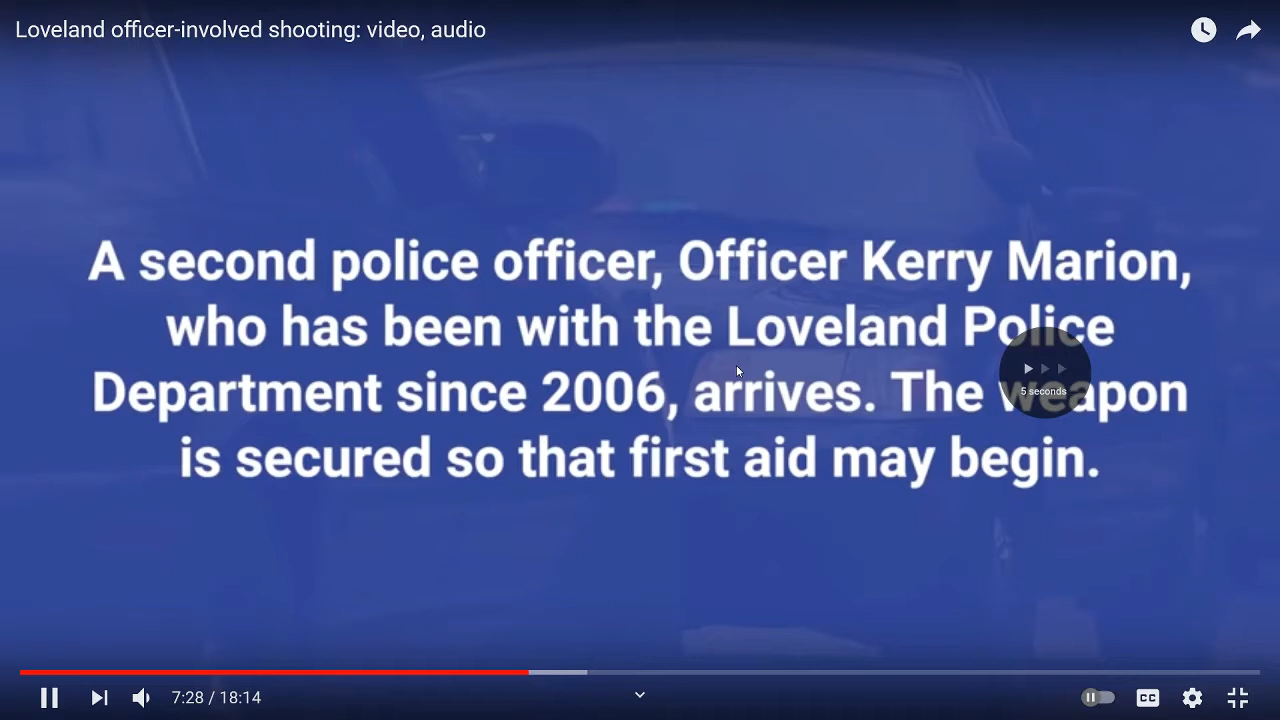 Loveland officer-involved shooting: video, audio
A second police officer, Officer Kerry Marion,
who has been with the Loveland Police
Department since 2006, arrives. The weapon
5 seconds
is secured so that first aid may begin.
7:28 / 18:14
CC